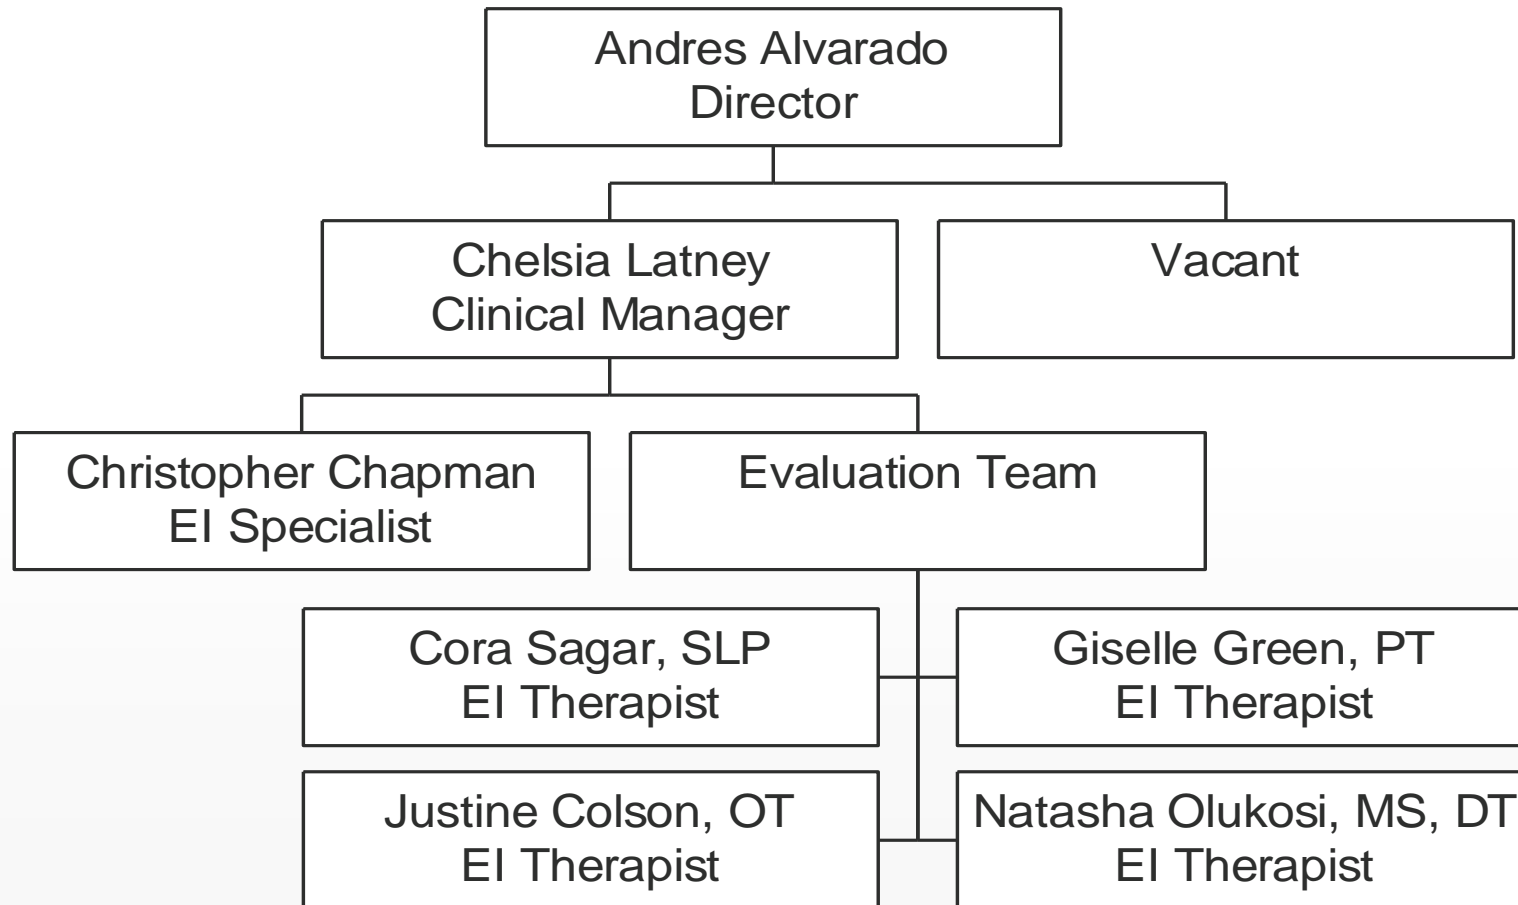 Andres Alvarado
Director
Chelsia Latney
Clinical Manager
Vacant
Christopher Chapman
EI Specialist
Evaluation Team
Cora Sagar, SLP
EI Therapist
Giselle Green, PT
EI Therapist
Justine Colson, OT
EI Therapist
Natasha Olukosi, MS, DT
EI Therapist